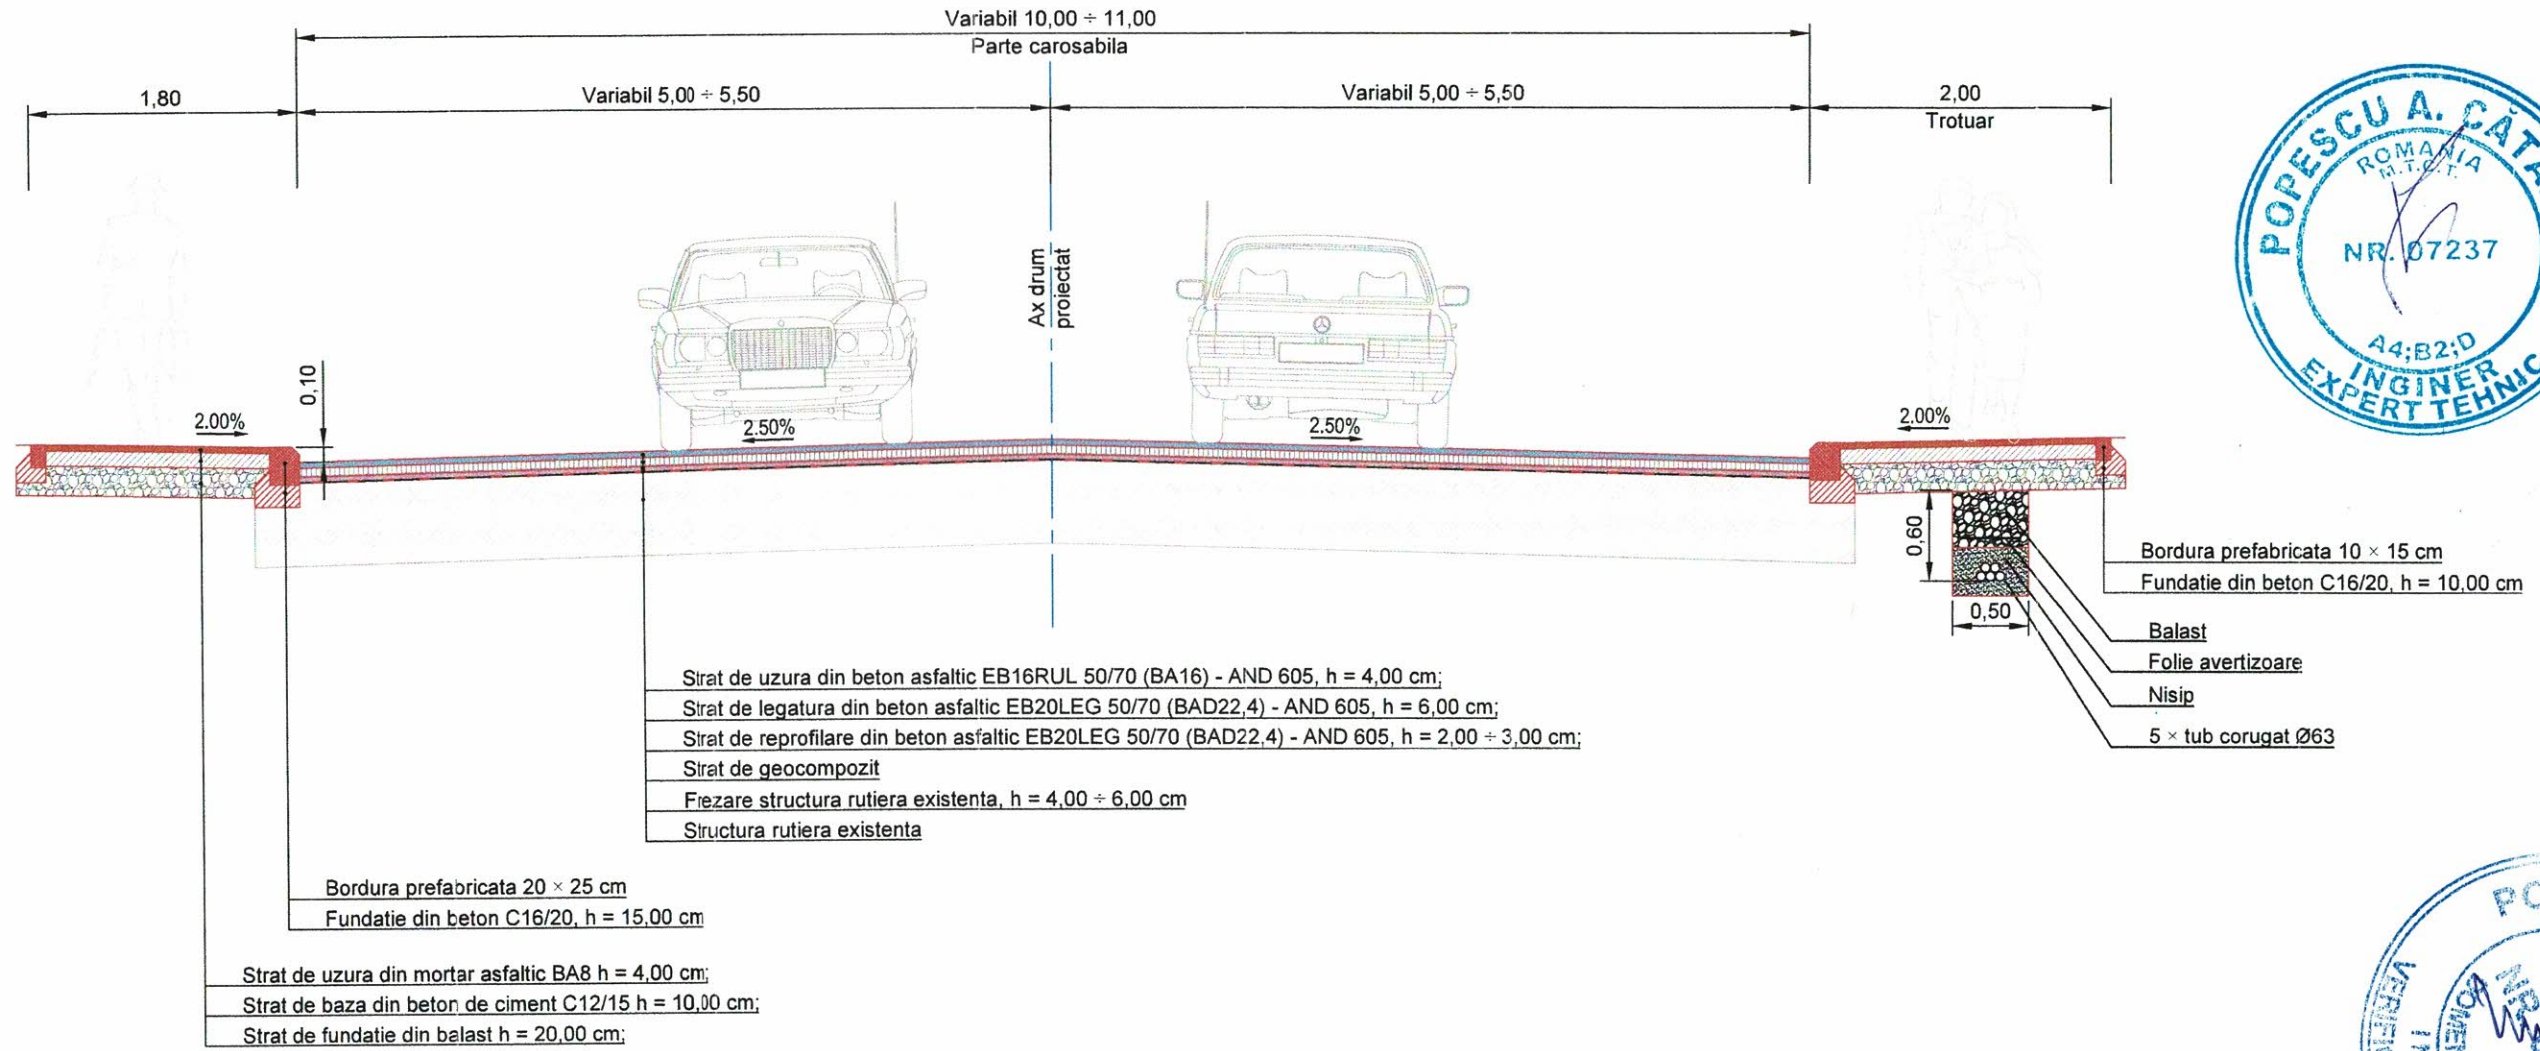 Variabil 10,00 ÷ 11,00
Parte carosabila
1,80
Variabil 5,00 ÷ 5,50
Variabil 5,00 ÷ 5,50
2,00
Trotuar
POPESCU A.
ROMANIA
M.T.C.T.
NR. 07237
A4;B2;D
INGINER
EXPERT TEHNIC
Ax drum
proiectat
0,10
2.00%
2.50%
2.50%
2.00%
0,60
0,50
Bordura prefabricata 10 × 15 cm
Fundatie din beton C16/20, h = 10,00 cm
Balast
Folie avertizoare
Nisip
5 × tub corugat Ø63
Strat de uzura din beton asfaltic EB16RUL 50/70 (BA16) - AND 605, h = 4,00 cm;
Strat de legatura din beton asfaltic EB20LEG 50/70 (BAD22,4) - AND 605, h = 6,00 cm;
Strat de reprofilare din beton asfaltic EB20LEG 50/70 (BAD22,4) - AND 605, h = 2,00 ÷ 3,00 cm;
Strat de geocompozit
Frezare structura rutiera existenta, h = 4,00 ÷ 6,00 cm
Structura rutiera existenta
Bordura prefabricata 20 × 25 cm
Fundatie din beton C16/20, h = 15,00 cm
Strat de uzura din mortar asfaltic BA8 h = 4,00 cm;
Strat de baza din beton de ciment C12/15 h = 10,00 cm;
Strat de fundatie din balast h = 20,00 cm;